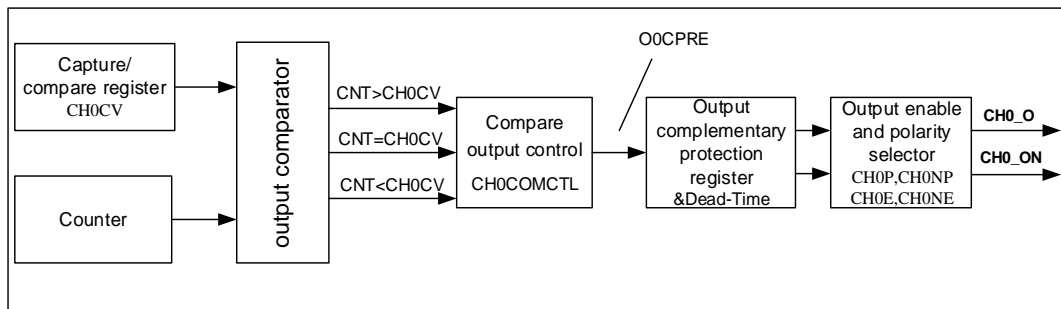 Capture/
compare register
CH0CV
Counter
output comparator
CNT>CH0CV
CNT=CH0CV
CNT<CH0CV
Compare
output control
CH0COMCTL
O0CPRE
Output
complementary
protection
register
&Dead-Time
Output enable
and polarity
selector
CH0P,CH0NP
CH0E,CH0NE
CH0_O
CH0_ON